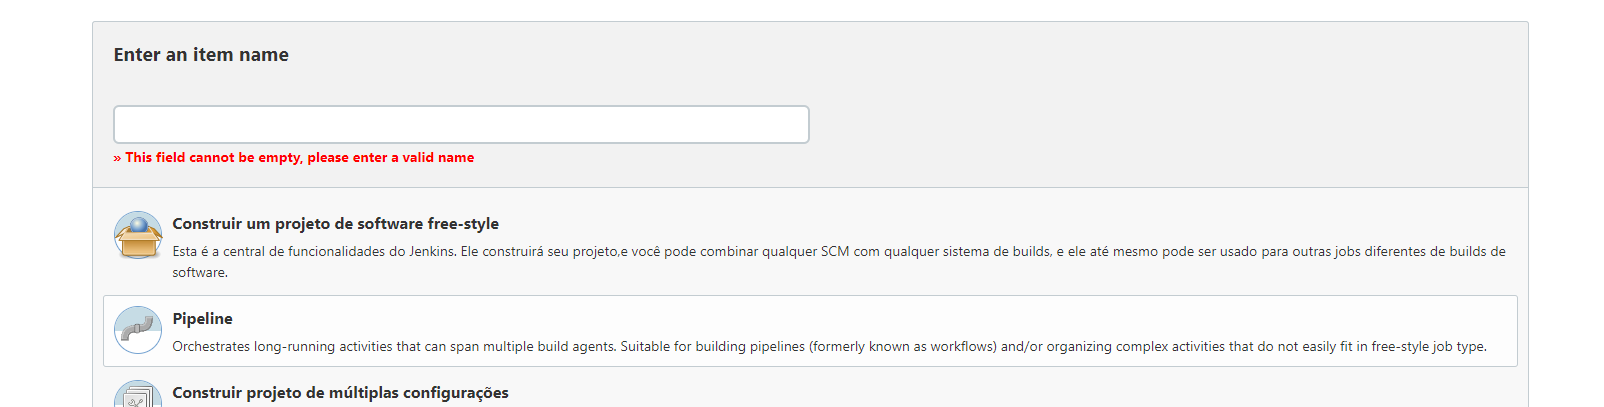 Enter an item name
» This field cannot be empty, please enter a valid name
Construir um projeto de software free-style
Esta é a central de funcionalidades do Jenkins. Ele construirá seu projeto,e você pode combinar qualquer SCM com qualquer sistema de builds, e ele até mesmo pode ser usado para outras jobs diferentes de builds de
software.
Pipeline
Orchestrates long-running activities that can span multiple build agents. Suitable for building pipelines (formerly known as workflows) and/or organizing complex activities that do not easily fit in free-style job type.
Construir projeto de múltiplas configurações